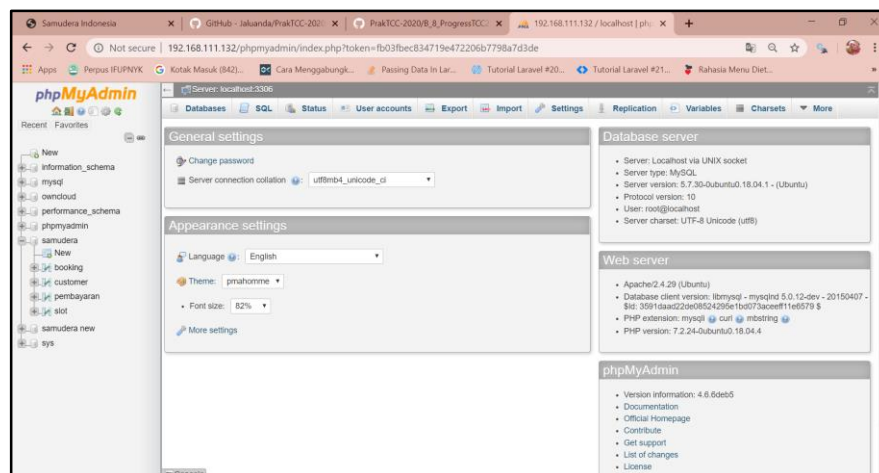 Samudera Indonesia
GitHub - Jakuanda/PrakTCC-2020
PrakTCC-2020/B_8_ProgressTCC
192.168.111.132 / localhost | php
Not secure | 192.168.111.132/phpmyadmin/index.php?token=fb03fbec834719e472206b7798a7d3de
Apps
Perpus IFUPNYK
Kotak Masuk (842)...
Cara Menggabungk...
Passing Data in Lar...
Tutorial Laravel #20...
Tutorial Laravel #21...
Rahasia Menu Diet...
phpMyAdmin
Recent Favorites
New
information_schema
mysql
owncloud
performance_schema
phpmyadmin
samudera
New
booking
customer
pembayaran
slot
samudera new
sys
Server: localhost:3306
Databases
SQL
Status
User accounts
Export
Import
Settings
Replication
Variables
Charsets
More
General settings
Change password
Server connection collation
: utf8mb4_unicode_ci
Appearance settings
Language
: English
Theme: pmahomme
Font size: 82%
More settings
Database server
Server: Localhost via UNIX socket
Server type: MySQL
Server version: 5.7.30-0ubuntu0.18.04.1 - (Ubuntu)
Protocol version: 10
User: root@localhost
Server charset: UTF-8 Unicode (utf8)
Web server
Apache/2.4.29 (Ubuntu)
Database client version: libmysql - mysqlnd 5.0.12-dev - 20150407 -
$Id: 3591daad22de08524295e1bd073aceeff11e6579 $
PHP extension: mysqli curl mbstring
PHP version: 7.2.24-0ubuntu0.18.04.4
phpMyAdmin
Version information: 4.6.6deb5
Documentation
Official Homepage
Contribute
Get support
List of changes
License